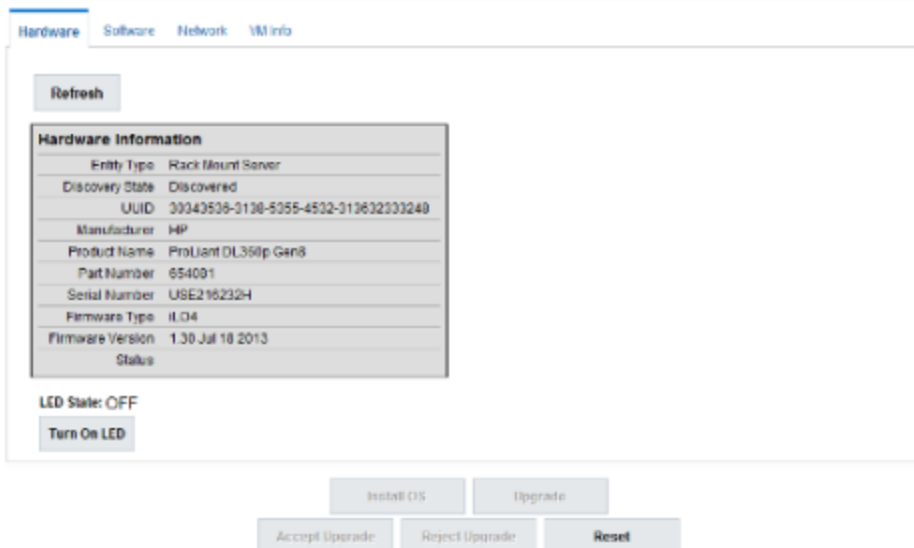 Hardware Software Network VM Info
Refresh
Hardware Information
Entity Type Rack Mount Server
Discovery State Discovered
UUID 30343536-3138-5355-4532-313632333248
Manufacturer HP
Product Name ProLiant DL360p Gen8
Part Number 654081
Serial Number USE216232H
Firmware Type iLO4
Firmware Version 1.30 Jul 18 2013
Status
LED State: OFF
Turn On LED
Install OS Upgrade
Accept Upgrade Reject Upgrade Reset